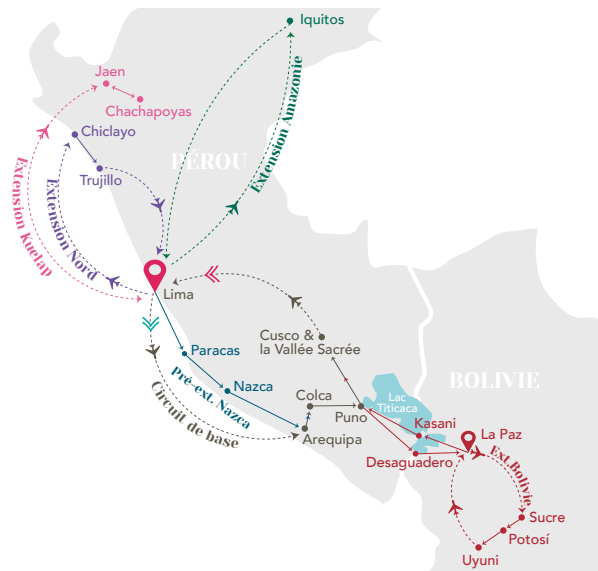 Iquitos
Jaen
Chachapoyas
Chiclayo
PÉROU
Extension Amazonie
Trujillo
Extension Kuelap
Extension Nord
Lima
Cusco &
la Vallée Sacrée
Paracas
Pré-ext. Nazca
Nazca
Circuit de base
Colca
Arequipa
Puno
Lac
Titicaca
BOLIVIE
Kasani
La Paz
Desaguadero
Ext.Bolivie
Sucre
Potosí
Uyuni